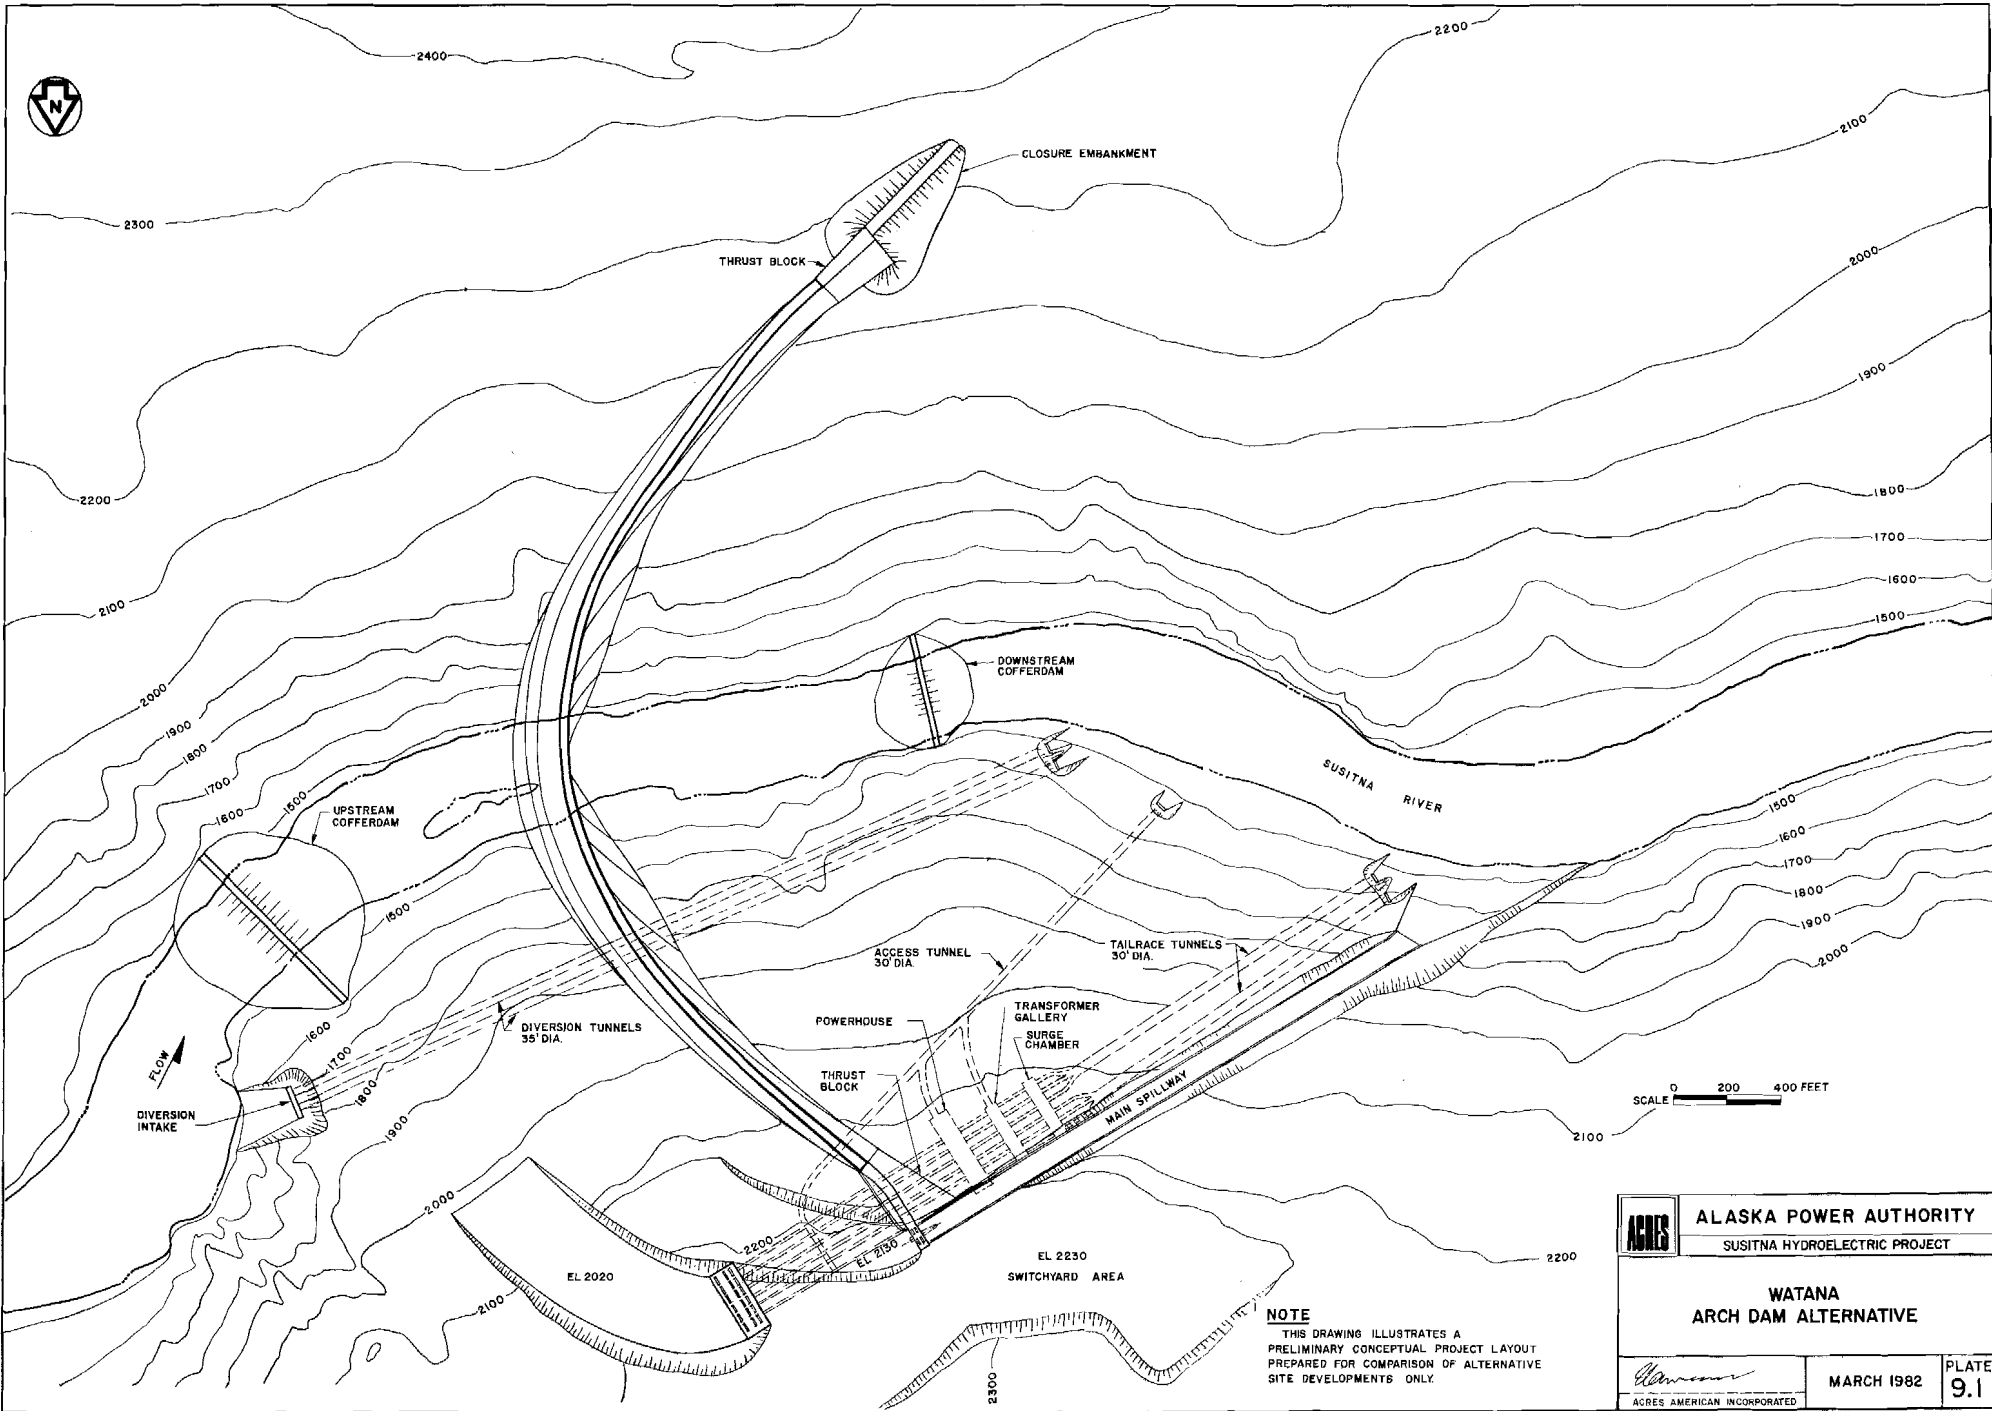 2400
2200
N
2100
CLOSURE EMBANKMENT
2300
THRUST BLOCK
2000
1900
2200
1800
1700
1600
2100
1500
DOWNSTREAM
COFFERDAM
2000
1900
1800
1700
1600
1500
UPSTREAM
COFFERDAM
SUSITNA
RIVER
1500
1600
1700
1800
1900
2000
1500
ACCESS TUNNEL
30' DIA.
TAILRACE TUNNELS
30' DIA.
POWERHOUSE
TRANSFORMER
GALLERY
SURGE
CHAMBER
DIVERSION TUNNELS
35' DIA.
1600
1700
1800
1900
FLOW
DIVERSION
INTAKE
THRUST
BLOCK
MAIN SPILLWAY
SCALE 0 200 400 FEET
2100
2000
2200
EL 2130
EL 2020
2100
EL 2230
SWITCHYARD AREA
2200
2300
NOTE
THIS DRAWING ILLUSTRATES A
PRELIMINARY CONCEPTUAL PROJECT LAYOUT
PREPARED FOR COMPARISON OF ALTERNATIVE
SITE DEVELOPMENTS ONLY.
ACRES
ALASKA POWER AUTHORITY
SUSITNA HYDROELECTRIC PROJECT
WATANA
ARCH DAM ALTERNATIVE
ACRES AMERICAN INCORPORATED
MARCH 1982
PLATE
9.1